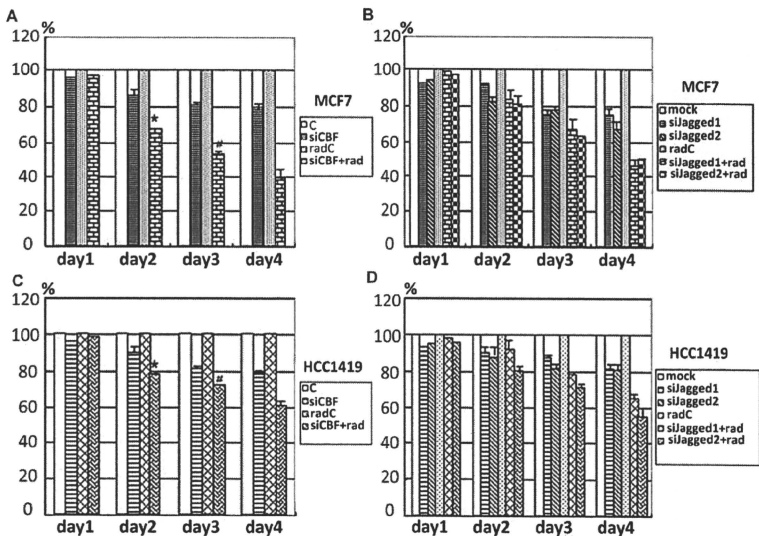 A
%
120
100
80
60
40
20
0
day1 day2 day3 day4
*
#
MCF7
C
siCBF
radC
siCBF+rad
B
%
120
100
80
60
40
20
0
day1 day2 day3 day4
MCF7
mock
siJagged1
siJagged2
radC
siJagged1+rad
siJagged2+rad
C
%
120
100
80
60
40
20
0
day1 day2 day3 day4
*
#
HCC1419
C
siCBF
radC
siCBF+rad
D
%
120
100
80
60
40
20
0
day1 day2 day3 day4
HCC1419
mock
siJagged1
siJagged2
radC
siJagged1+rad
siJagged2+rad